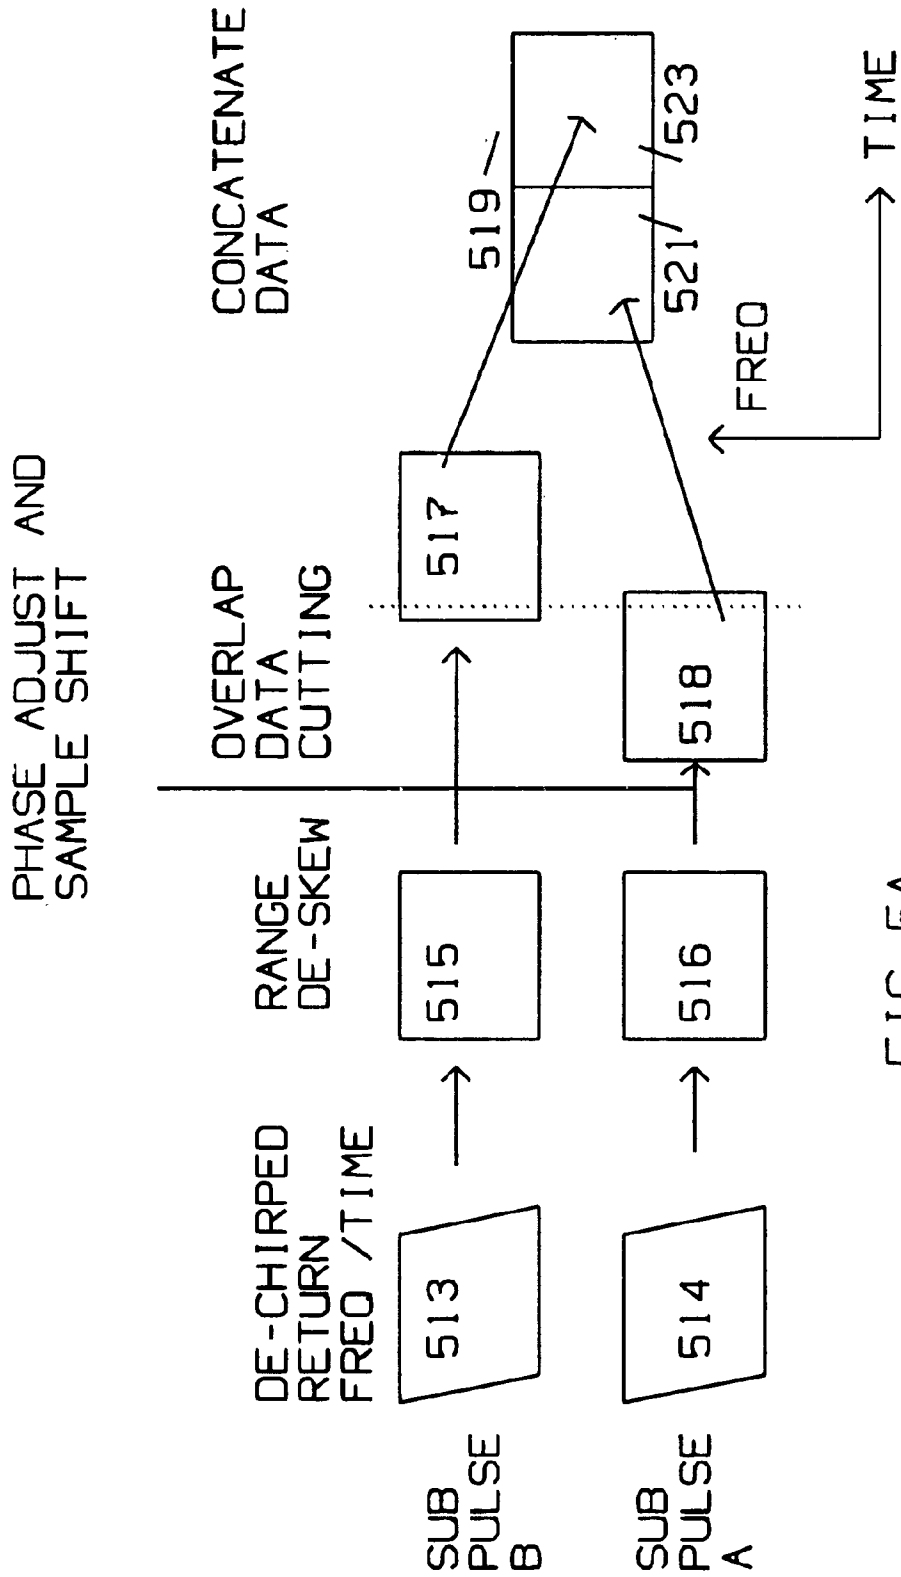 PHASE ADJUST AND
SAMPLE SHIFT
DE-CHIRPED
RETURN
FREQ /TIME
RANGE
DE-SKEW
OVERLAP
DATA
CUTTING
CONCATENATE
DATA
SUB
PULSE
B
513
515
517
519
SUB
PULSE
A
514
516
518
521
523
FREQ
TIME